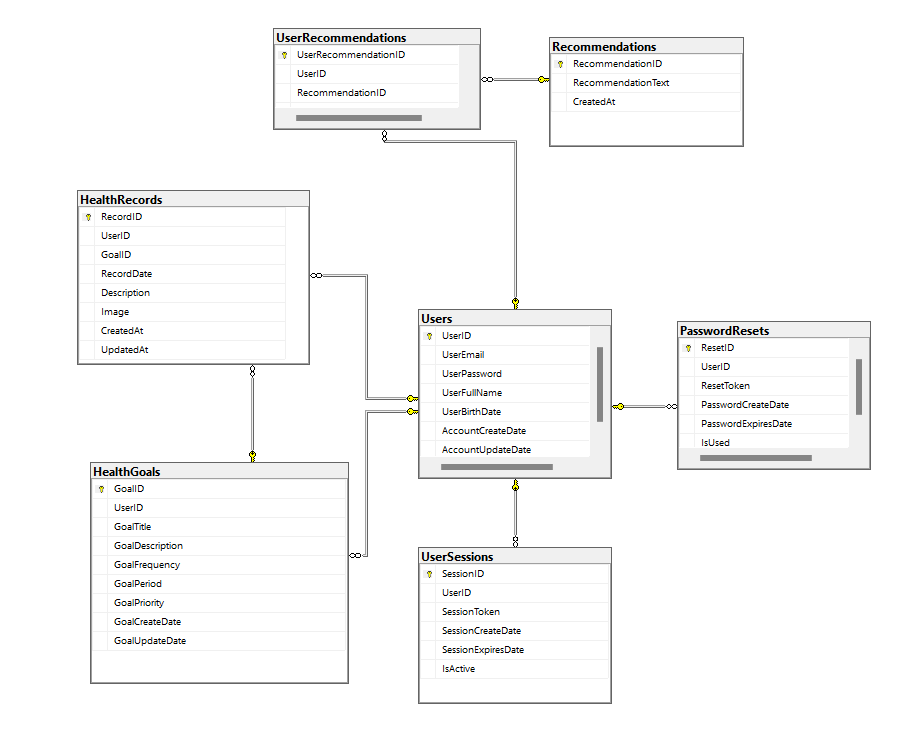 UserRecommendations
UserRecommendationID
UserID
RecommendationID
Recommendations
RecommendationID
RecommendationText
CreatedAt
HealthRecords
RecordID
UserID
GoalID
RecordDate
Description
Image
CreatedAt
UpdatedAt
Users
UserID
UserEmail
UserPassword
UserFullName
UserBirthDate
AccountCreateDate
AccountUpdateDate
PasswordResets
ResetID
UserID
ResetToken
PasswordCreateDate
PasswordExpiresDate
IsUsed
HealthGoals
GoalID
UserID
GoalTitle
GoalDescription
GoalFrequency
GoalPeriod
GoalPriority
GoalCreateDate
GoalUpdateDate
UserSessions
SessionID
UserID
SessionToken
SessionCreateDate
SessionExpiresDate
IsActive